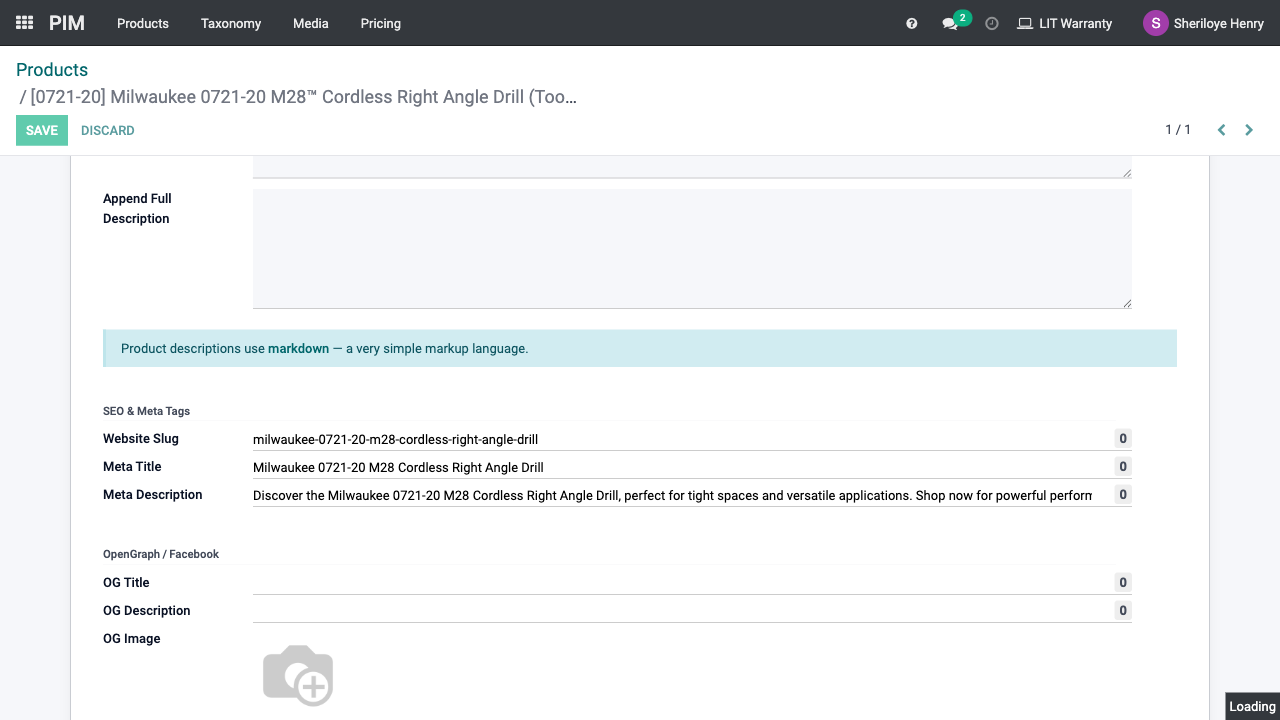 PIM Products Taxonomy Media Pricing 2 LIT Warranty S Sheriloye Henry
Products
/ [0721-20] Milwaukee 0721-20 M28™ Cordless Right Angle Drill (Too...
SAVE DISCARD 1 / 1
Append Full
Description
Product descriptions use markdown — a very simple markup language.
SEO & Meta Tags
Website Slug milwaukee-0721-20-m28-cordless-right-angle-drill 0
Meta Title Milwaukee 0721-20 M28 Cordless Right Angle Drill 0
Meta Description Discover the Milwaukee 0721-20 M28 Cordless Right Angle Drill, perfect for tight spaces and versatile applications. Shop now for powerful perform 0
OpenGraph / Facebook
OG Title 0
OG Description 0
OG Image
Loading